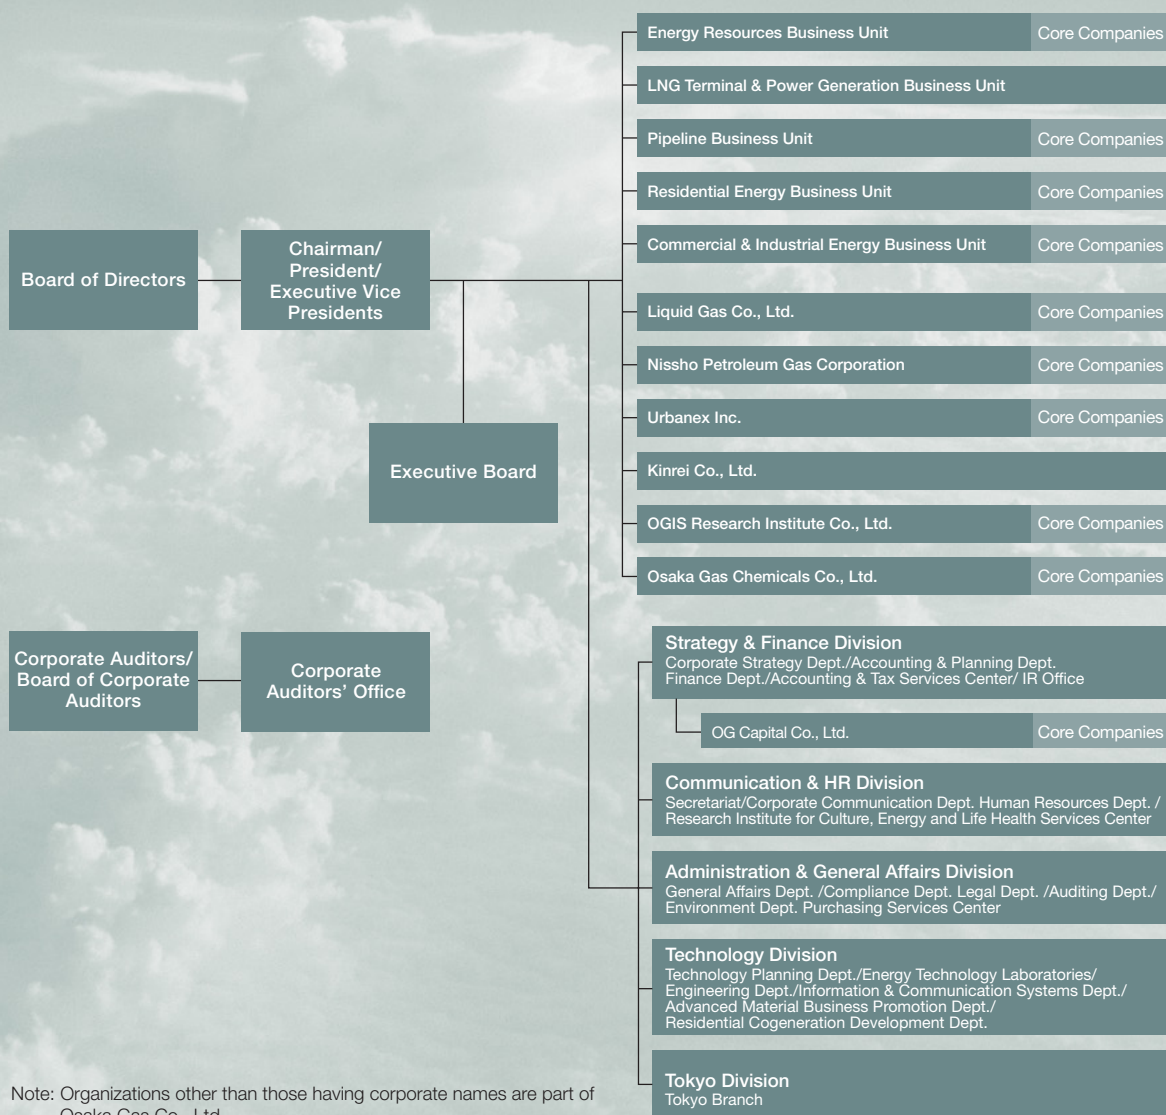 Energy Resources Business Unit Core Companies
LNG Terminal & Power Generation Business Unit
Pipeline Business Unit Core Companies
Residential Energy Business Unit Core Companies
Commercial & Industrial Energy Business Unit Core Companies
Board of Directors
Chairman/
President/
Executive Vice
Presidents
Liquid Gas Co., Ltd. Core Companies
Nissho Petroleum Gas Corporation Core Companies
Urbanex Inc. Core Companies
Executive Board
Kinrei Co., Ltd.
OGIS Research Institute Co., Ltd. Core Companies
Osaka Gas Chemicals Co., Ltd. Core Companies
Corporate Auditors/
Board of Corporate
Auditors
Corporate
Auditors' Office
Strategy & Finance Division
Corporate Strategy Dept./Accounting & Planning Dept.
Finance Dept./Accounting & Tax Services Center/ IR Office
OG Capital Co., Ltd. Core Companies
Communication & HR Division
Secretariat/Corporate Communication Dept. Human Resources Dept. /
Research Institute for Culture, Energy and Life Health Services Center
Administration & General Affairs Division
General Affairs Dept. /Compliance Dept. Legal Dept. /Auditing Dept./
Environment Dept. Purchasing Services Center
Technology Division
Technology Planning Dept./Energy Technology Laboratories/
Engineering Dept./Information & Communication Systems Dept./
Advanced Material Business Promotion Dept./
Residential Cogeneration Development Dept.
Tokyo Division
Tokyo Branch
Note: Organizations other than those having corporate names are part of
Osaka Gas Co., Ltd.